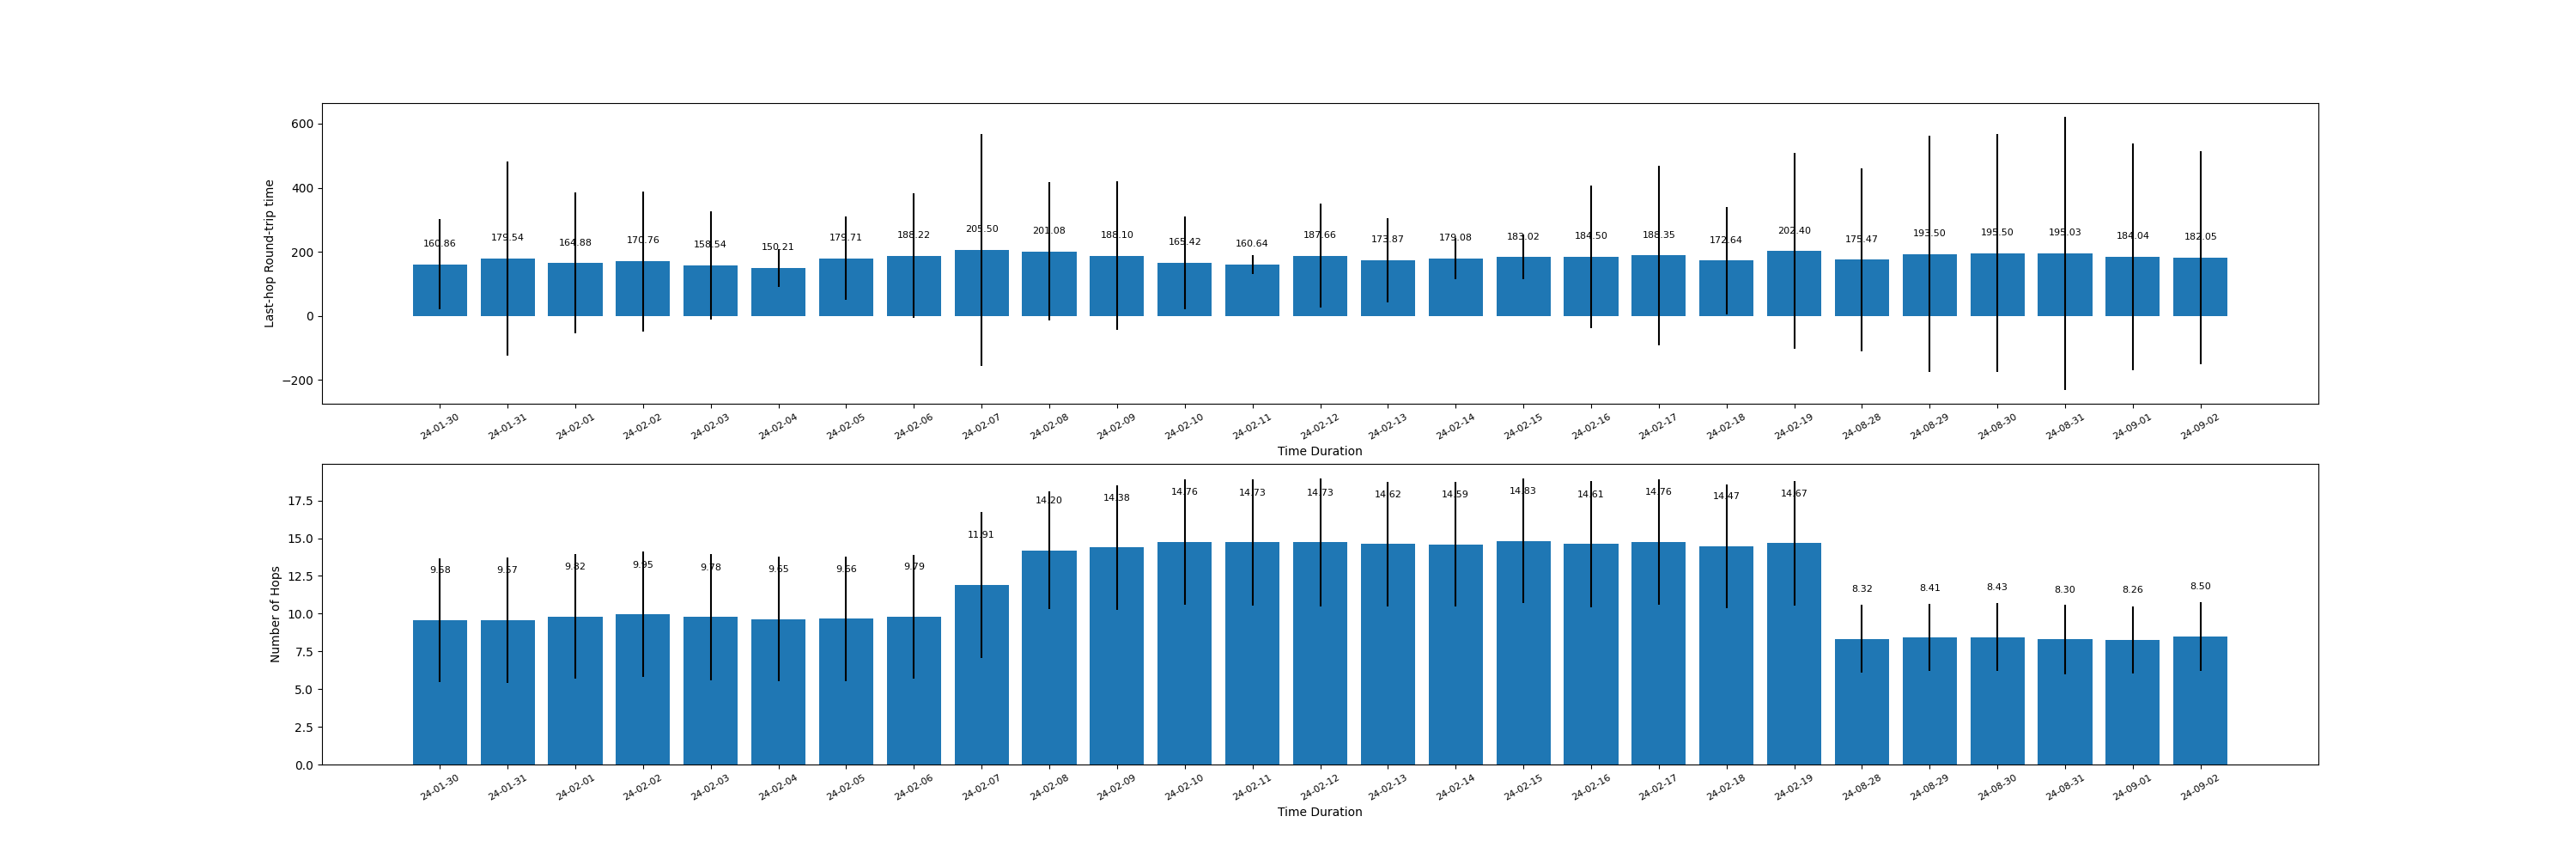 Last-hop Round-trip time
600
400
200
0
−200
160.86 179.54 164.88 170.76 158.54 150.21 179.71 188.22 205.50 201.08 188.10 165.42 160.64 187.66 173.87 179.08 183.02 184.50 188.35 172.64 202.40 175.47 193.50 195.50 195.03 184.04 182.05
24-01-30 24-01-31 24-02-01 24-02-02 24-02-03 24-02-04 24-02-05 24-02-06 24-02-07 24-02-08 24-02-09 24-02-10 24-02-11 24-02-12 24-02-13 24-02-14 24-02-15 24-02-16 24-02-17 24-02-18 24-02-19 24-08-28 24-08-29 24-08-30 24-08-31 24-09-01 24-09-02
Time Duration
Number of Hops
17.5
15.0
12.5
10.0
7.5
5.0
2.5
0.0
9.58 9.57 9.82 9.95 9.78 9.65 9.66 9.79 11.91 14.20 14.38 14.76 14.73 14.73 14.62 14.59 14.83 14.61 14.76 14.47 14.67 8.32 8.41 8.43 8.30 8.26 8.50
24-01-30 24-01-31 24-02-01 24-02-02 24-02-03 24-02-04 24-02-05 24-02-06 24-02-07 24-02-08 24-02-09 24-02-10 24-02-11 24-02-12 24-02-13 24-02-14 24-02-15 24-02-16 24-02-17 24-02-18 24-02-19 24-08-28 24-08-29 24-08-30 24-08-31 24-09-01 24-09-02
Time Duration